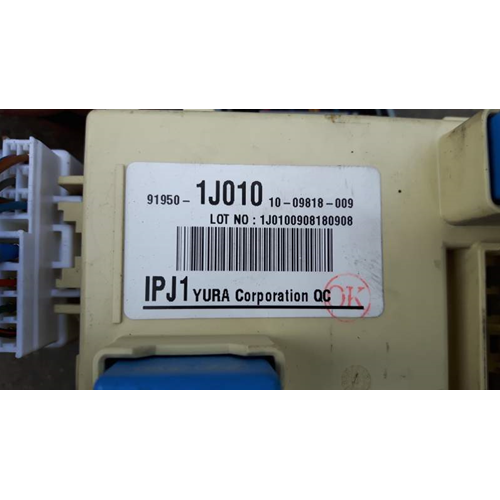 91950- 1J010 10-09818-009
LOT NO : 1J0100908180908
IPJ1 YURA Corporation QC
OK